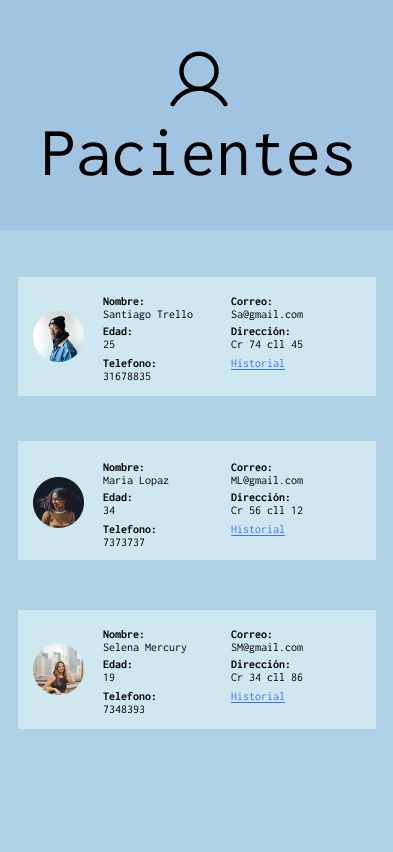 Pacientes
Nombre:
Santiago Trello
Edad:
25
Telefono:
31678835
Correo:
Sa@gmail.com
Dirección:
Cr 74 cll 45
Historial
Nombre:
Maria Lopaz
Edad:
34
Telefono:
7373737
Correo:
ML@gmail.com
Dirección:
Cr 56 cll 12
Historial
Nombre:
Selena Mercury
Edad:
19
Telefono:
7348393
Correo:
SM@gmail.com
Dirección:
Cr 34 cll 86
Historial